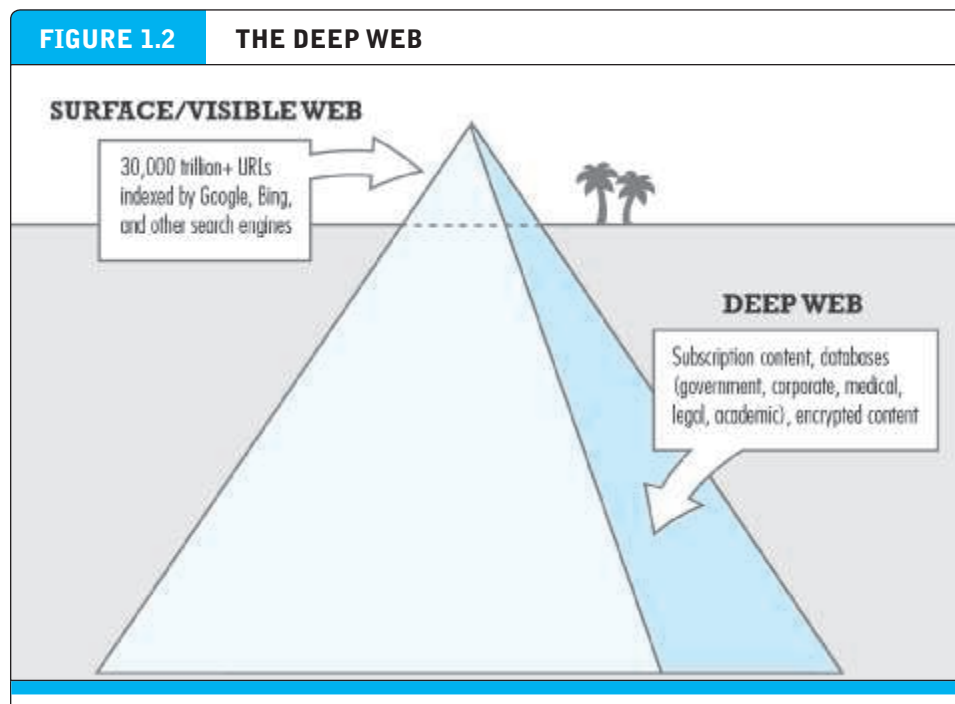 FIGURE 1.2 THE DEEP WEB
SURFACE/VISIBLE WEB
30,000 trillion+ URLs
indexed by Google, Bing,
and other search engines
DEEP WEB
Subscription content, databases
(government, corporate, medical,
legal, academic), encrypted content